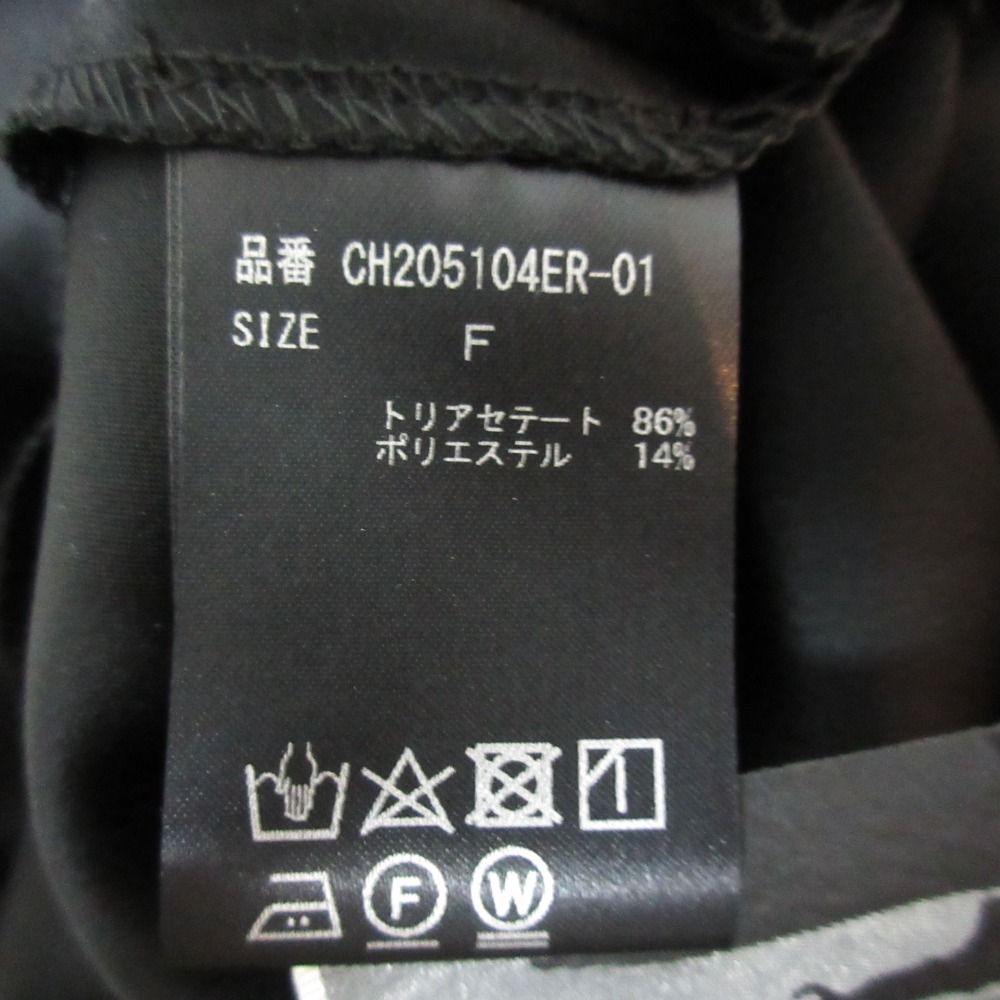 品番 CH205104ER-01
SIZE F
トリアセテート 86%
ポリエステル 14%
F W